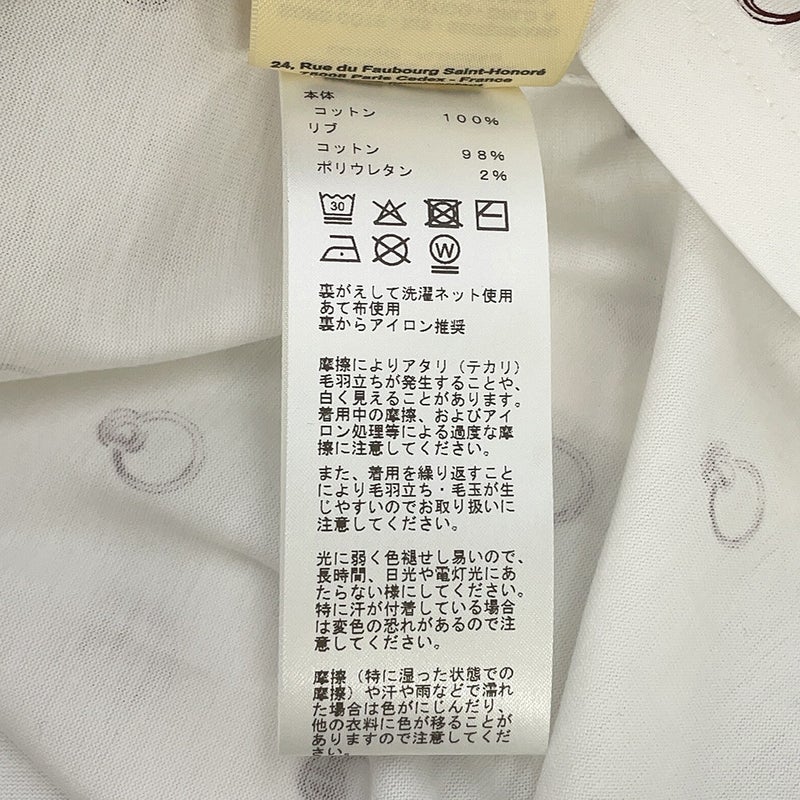 24, Rue du Faubourg Saint-Honoré
75008 Paris Cedex - France
本体
コットン 100%
リブ
コットン 98%
ポリウレタン 2%
30
W
裏がえして洗濯ネット使用
あて布使用
裏からアイロン推奨
摩擦によりアタリ（テカリ）
毛羽立ちが発生することや、
白く見えることがあります。
着用中の摩擦、およびアイ
ロン処理等による過度な摩
擦に注意してください。
また、着用を繰り返すこと
により毛羽立ち・毛玉が生
じやすいのでお取り扱いに
注意してください。
光に弱く色褪せし易いので、
長時間、日光や電灯光にあ
たらない様にしてください。
特に汗が付着している場合
は変色の恐れがあるので注
意してください。
摩擦（特に湿った状態での
摩擦）や汗や雨などで濡れ
た場合は色がにじんだり、
他の衣料に色が移ることが
ありますので注意してくだ
さい。